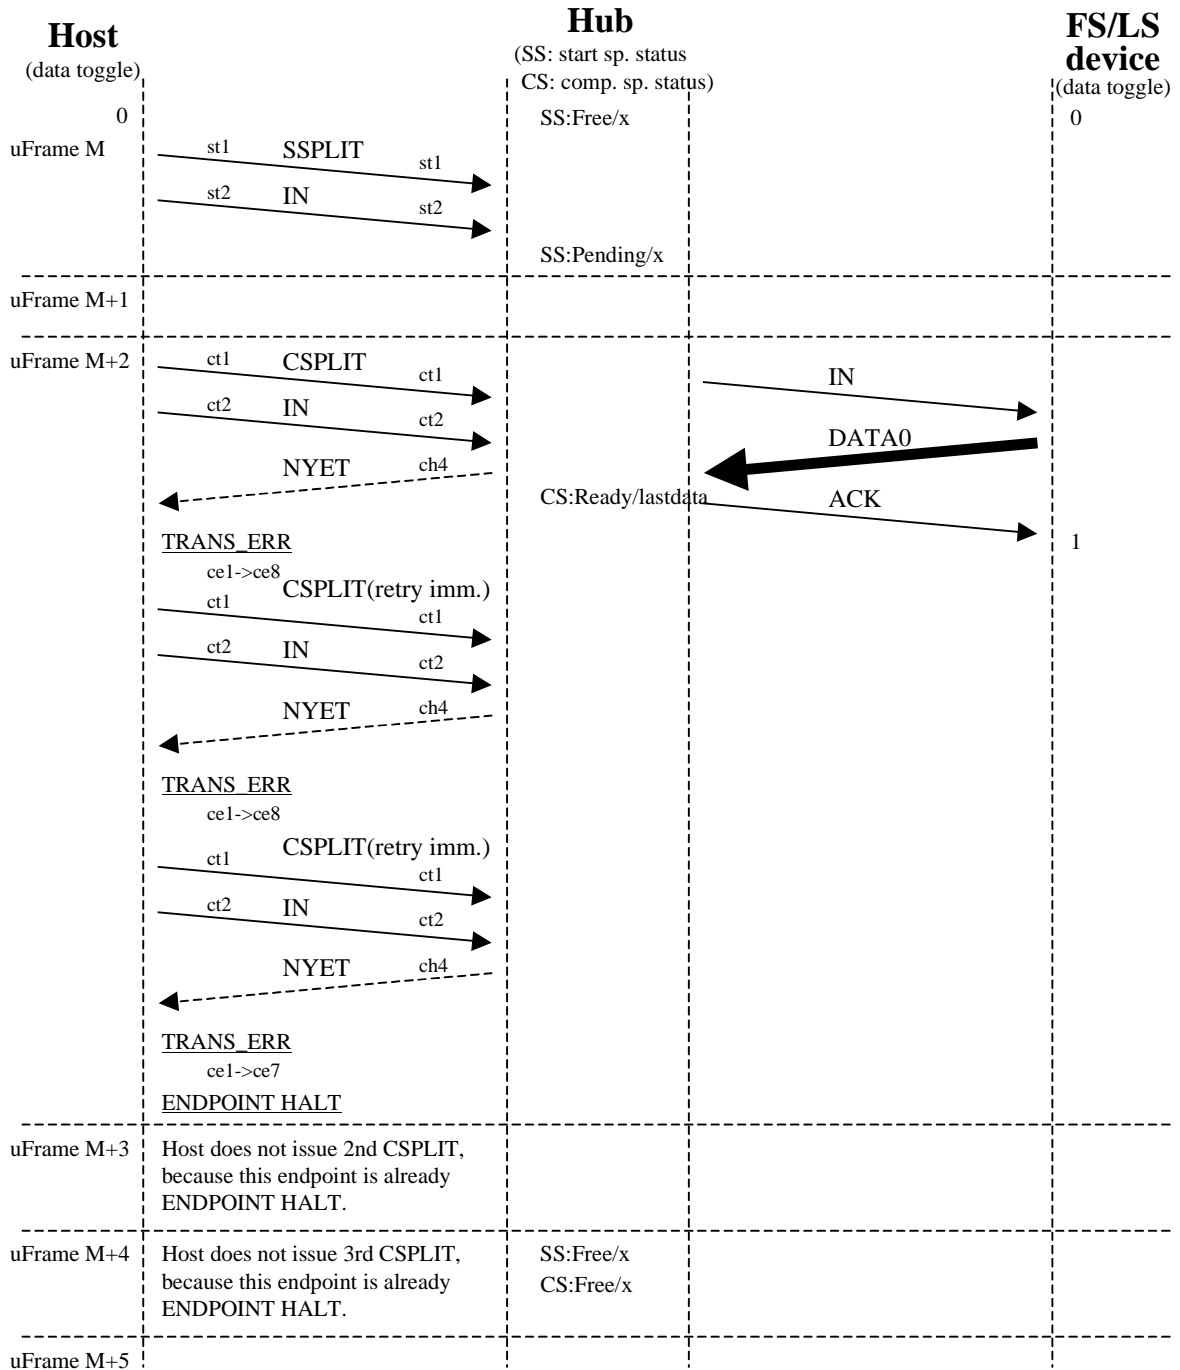 Host
(data toggle)
Hub
(SS: start sp. status
CS: comp. sp. status)
FS/LS
device
(data toggle)
0
SS:Free/x
0
uFrame M
st1
SSPLIT
st1
st2
IN
st2
SS:Pending/x
uFrame M+1
uFrame M+2
ct1
CSPLIT
ct1
IN
ct2
IN
ct2
DATA0
NYET
ch4
CS:Ready/lastdata
ACK
TRANS_ERR
1
ce1->ce8
CSPLIT(retry imm.)
ct1
ct1
ct2
IN
ct2
NYET
ch4
TRANS_ERR
ce1->ce8
CSPLIT(retry imm.)
ct1
ct1
ct2
IN
ct2
NYET
ch4
TRANS_ERR
ce1->ce7
ENDPOINT HALT
uFrame M+3
Host does not issue 2nd CSPLIT,
because this endpoint is already
ENDPOINT HALT.
uFrame M+4
Host does not issue 3rd CSPLIT,
because this endpoint is already
ENDPOINT HALT.
SS:Free/x
CS:Free/x
uFrame M+5